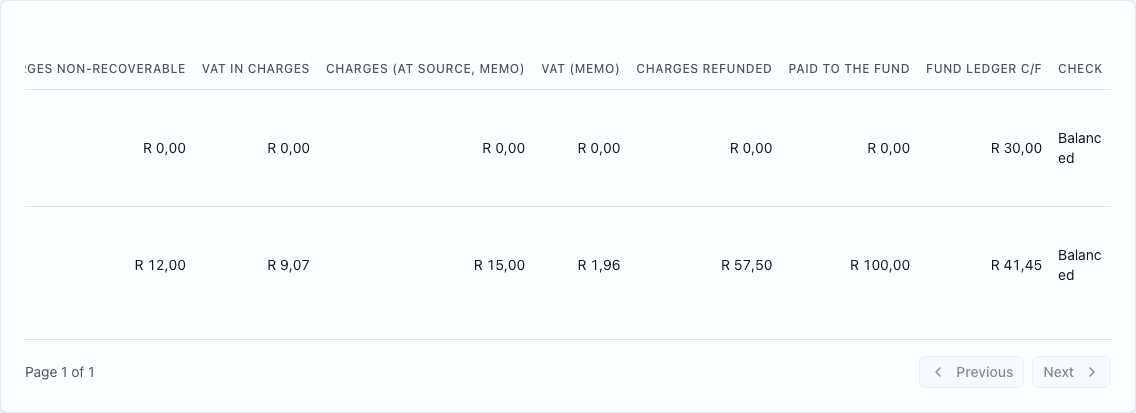 GES NON-RECOVERABLE VAT IN CHARGES CHARGES (AT SOURCE, MEMO) VAT (MEMO) CHARGES REFUNDED PAID TO THE FUND FUND LEDGER C/F CHECK
R 0,00 R 0,00 R 0,00 R 0,00 R 0,00 R 0,00 R 30,00 Balanc
ed
R 12,00 R 9,07 R 15,00 R 1,96 R 57,50 R 100,00 R 41,45 Balanc
ed
Page 1 of 1 Previous Next